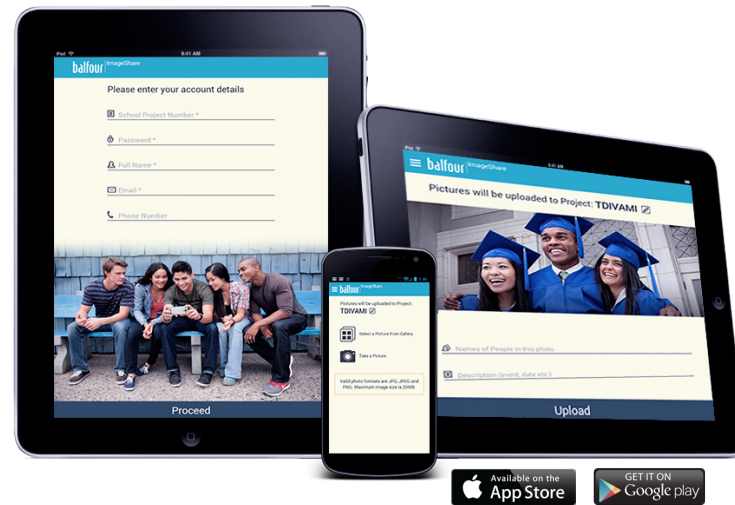 iPad
9:41 AM
balfour ImageShare
Please enter your account details
School Project Number *
Password *
Full Name *
Email *
Phone Number
Proceed
iPad
9:41 AM
balfour ImageShare
Pictures will be uploaded to Project: TDIVAMI
Names of People in this photo
Description (event, date etc.)
Upload
balfour ImageShare
Pictures will be uploaded to Project
TDIVAMI
Select a Picture from Gallery
Take a Picture
Valid photo formats are JPG, JPEG and
PNG. Maximum image size is 20MB.
Available on the
App Store
GET IT ON
Google play